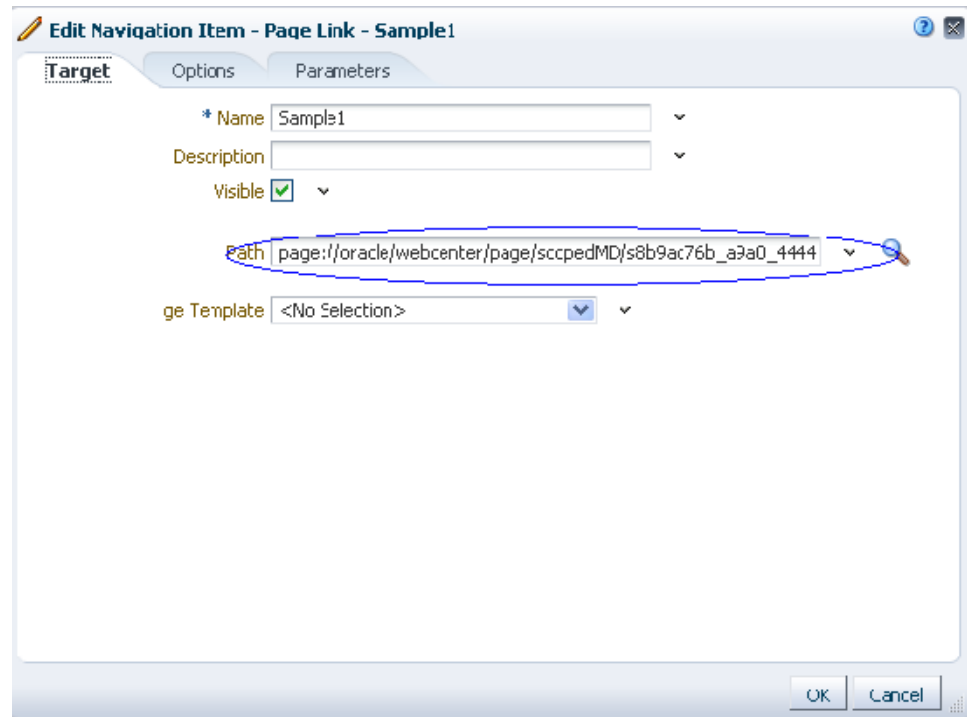 Edit Navigation Item - Page Link - Sample1
Target Options Parameters
* Name Sample1
Description
Visible
Path page://oracle/webcenter/page/sccpedMD/s8b9ac76b_a9a0_4444
ge Template <No Selection>
OK Cancel